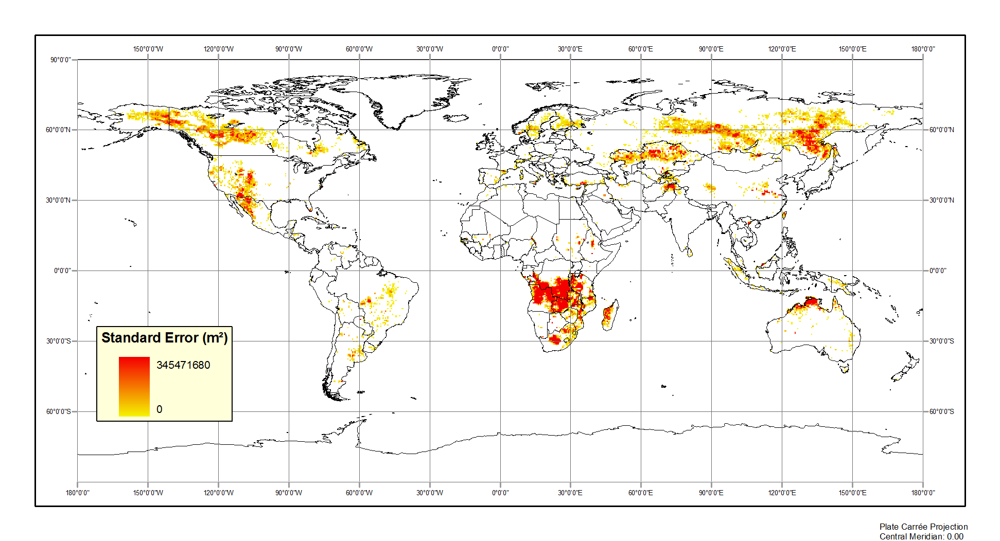 150°0'0"W 120°0'0"W 90°0'0"W 60°0'0"W 30°0'0"W 0°0'0" 30°0'0"E 60°0'0"E 90°0'0"E 120°0'0"E 150°0'0"E 180°0'0"
90°0'0"
60°0'0"N 60°0'0"N
30°0'0"N 30°0'0"N
0°0'0" 0°0'0"
30°0'0"S 30°0'0"S
Standard Error (m²)
345471680
0
60°0'0"S 60°0'0"S
180°0'0" 150°0'0"W 120°0'0"W 90°0'0"W 60°0'0"W 30°0'0"W 0°0'0" 30°0'0"E 60°0'0"E 90°0'0"E 120°0'0"E 150°0'0"E 180°0'0"
Plate Carrée Projection
Central Meridian: 0.00